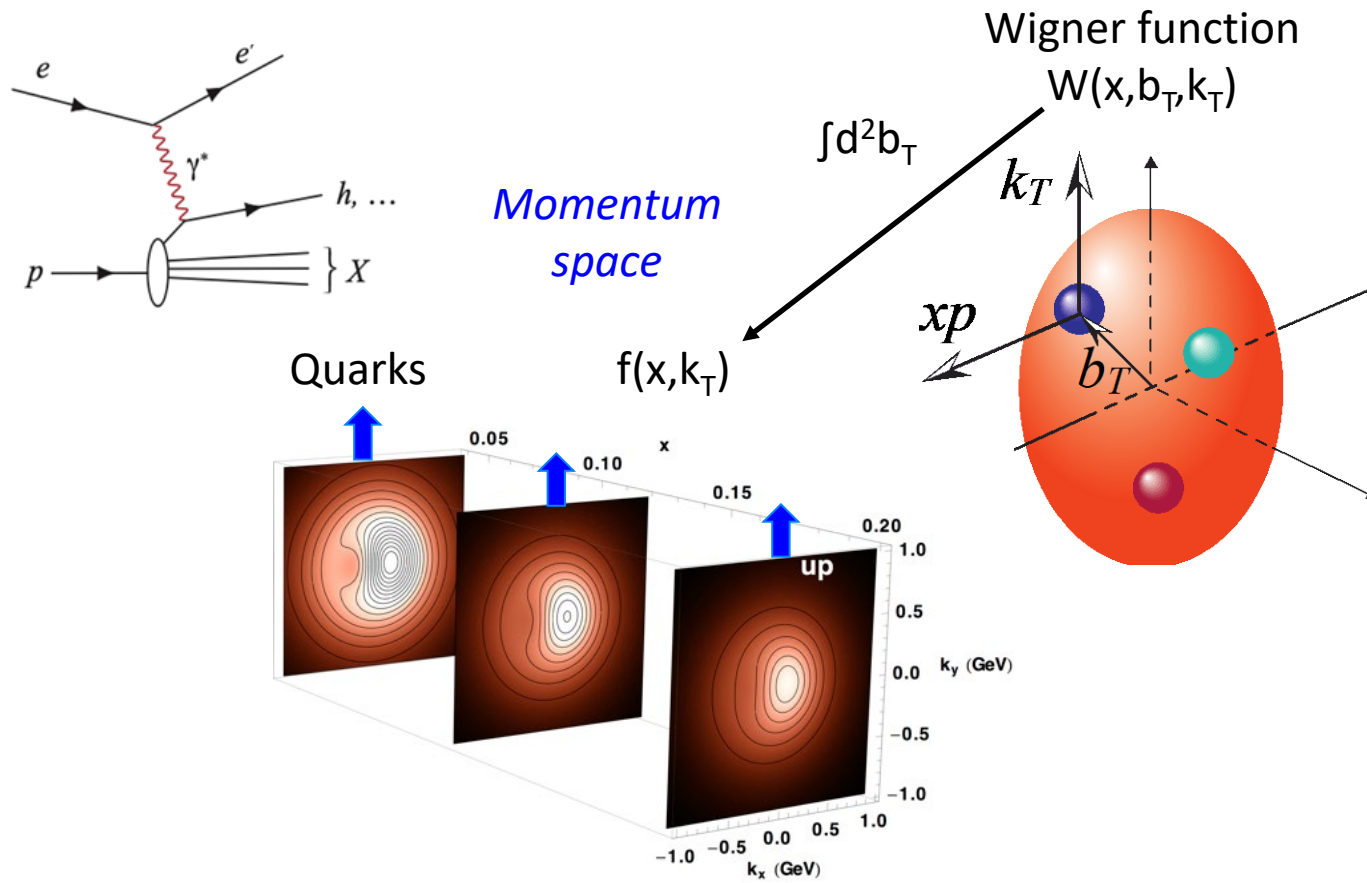 e
e′
γ*
h, ...
p
} X
Wigner function
W(x,b_T,k_T)
∫d²b_T
Momentum
space
k_T
xp
b_T
Quarks
f(x,k_T)
x
0.05
0.10
0.15
0.20
up
1.0
0.5
0.0
−0.5
−1.0
k_y (GeV)
−1.0 −0.5 0.0 0.5 1.0
k_x (GeV)